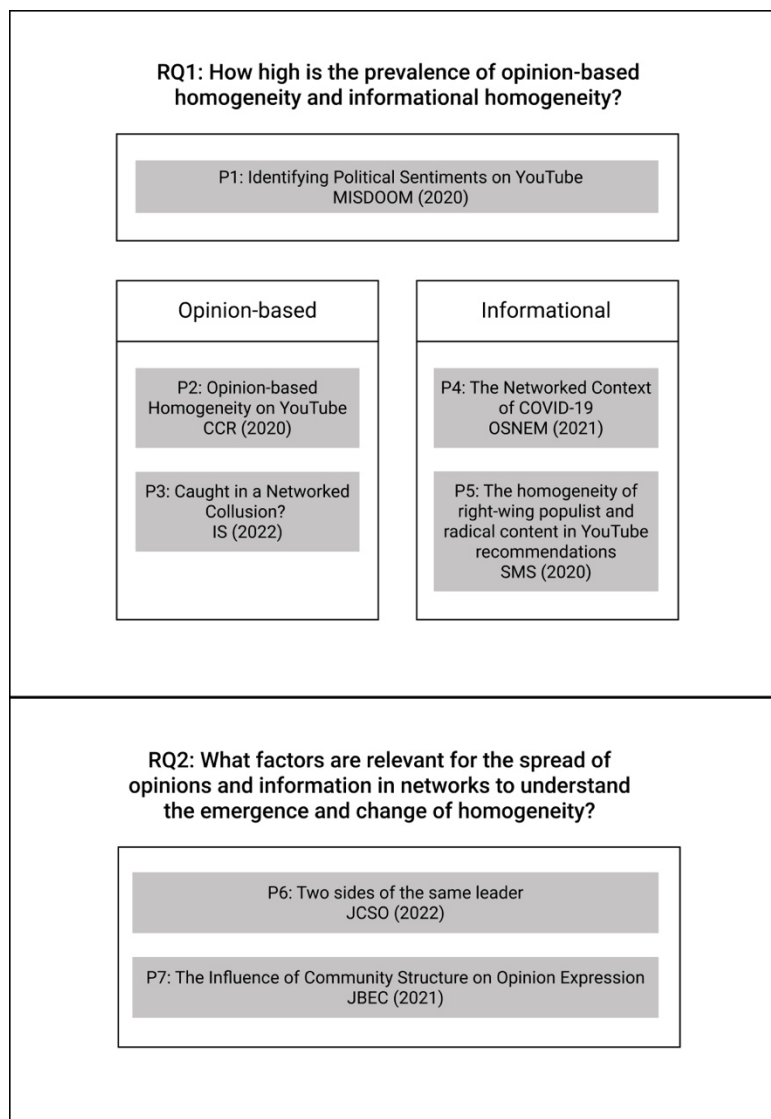 RQ1: How high is the prevalence of opinion-based
homogeneity and informational homogeneity?
P1: Identifying Political Sentiments on YouTube
MISDOOM (2020)
Opinion-based
P2: Opinion-based
Homogeneity on YouTube
CCR (2020)
P3: Caught in a Networked
Collusion?
IS (2022)
Informational
P4: The Networked Context
of COVID-19
OSNEM (2021)
P5: The homogeneity of
right-wing populist and
radical content in YouTube
recommendations
SMS (2020)
RQ2: What factors are relevant for the spread of
opinions and information in networks to understand
the emergence and change of homogeneity?
P6: Two sides of the same leader
JCSO (2022)
P7: The Influence of Community Structure on Opinion Expression
JBEC (2021)